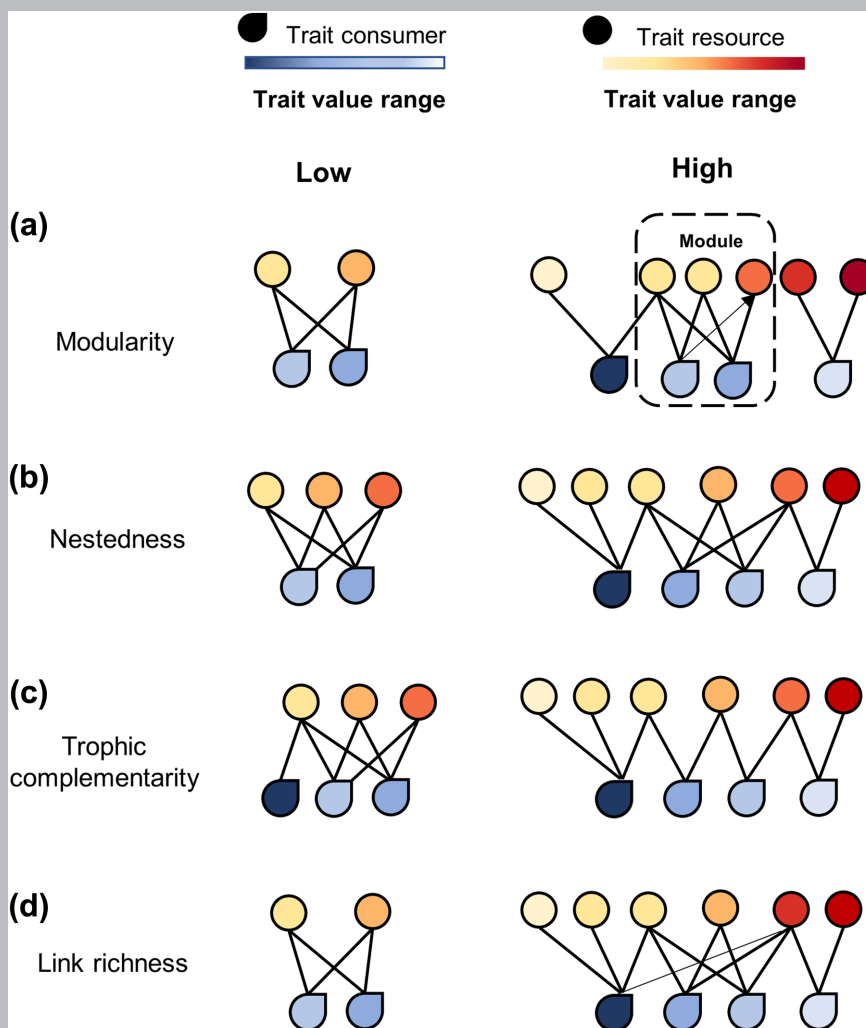 Trait consumer
Trait resource
Trait value range
Trait value range
Low
High
(a)
Module
Modularity
(b)
Nestedness
(c)
Trophic
complementarity
(d)
Link richness